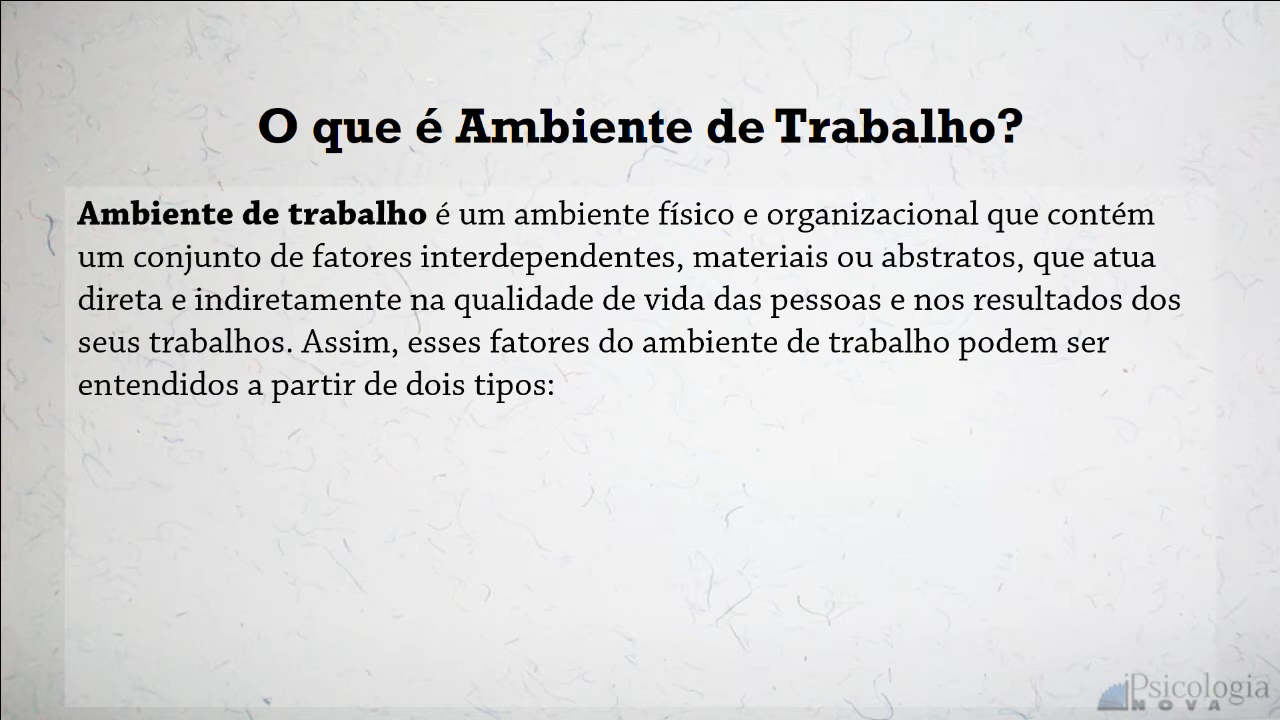 O que é Ambiente de Trabalho?
Ambiente de trabalho é um ambiente físico e organizacional que contém
um conjunto de fatores interdependentes, materiais ou abstratos, que atua
direta e indiretamente na qualidade de vida das pessoas e nos resultados dos
seus trabalhos. Assim, esses fatores do ambiente de trabalho podem ser
entendidos a partir de dois tipos:
Psicologia
NOVA